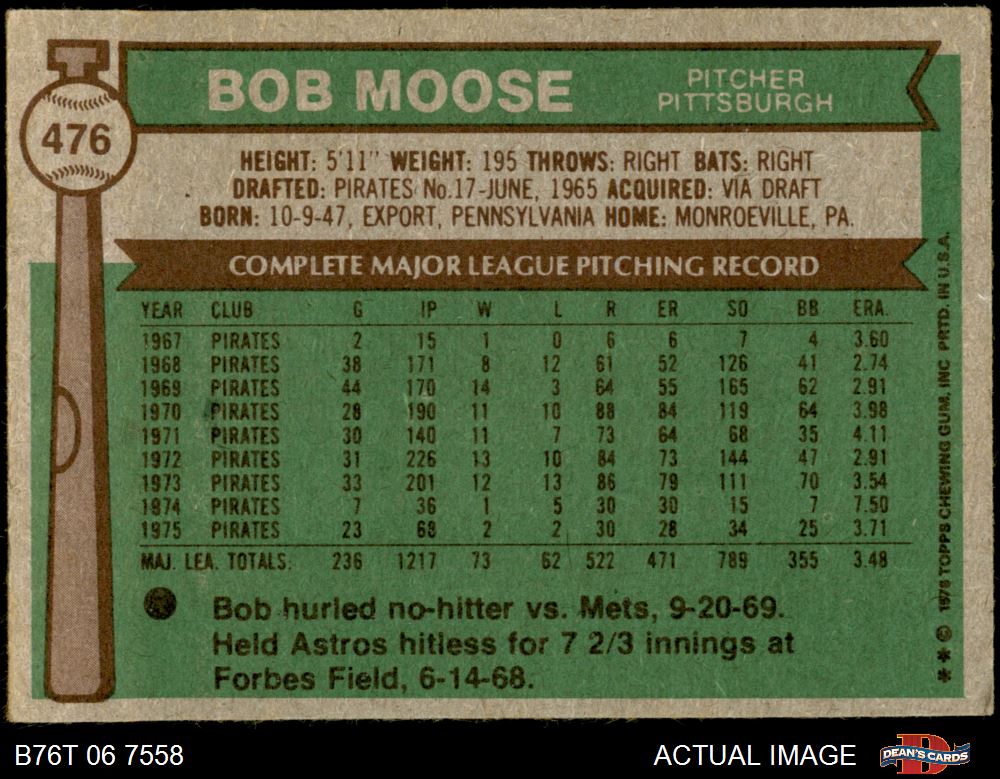 T
476
BOB MOOSE
PITCHER
PITTSBURGH
HEIGHT: 5'11" WEIGHT: 195 THROWS: RIGHT BATS: RIGHT
DRAFTED: PIRATES No.17-JUNE, 1965 ACQUIRED: VIA DRAFT
BORN: 10-9-47, EXPORT, PENNSYLVANIA HOME: MONROEVILLE, PA.
COMPLETE MAJOR LEAGUE PITCHING RECORD
YEAR CLUB G IP W L R ER SO BB ERA.
1967 PIRATES 2 15 1 0 6 6 7 4 3.60
1968 PIRATES 38 171 8 12 61 52 126 41 2.74
1969 PIRATES 44 170 14 3 64 55 165 62 2.91
1970 PIRATES 28 190 11 10 88 84 119 64 3.98
1971 PIRATES 30 140 11 7 73 64 68 35 4.11
1972 PIRATES 31 226 13 10 84 73 144 47 2.91
1973 PIRATES 33 201 12 13 86 79 111 70 3.54
1974 PIRATES 7 36 1 5 30 30 15 7 7.50
1975 PIRATES 23 68 2 2 30 28 34 25 3.71
MAJ. LEA. TOTALS: 236 1217 73 62 522 471 789 355 3.48
Bob hurled no-hitter vs. Mets, 9-20-69.
Held Astros hitless for 7 2/3 innings at
Forbes Field, 6-14-68.
** © 1976 TOPPS CHEWING GUM, INC PRTD. IN U.S.A.
B76T 06 7558
ACTUAL IMAGE
D
DEAN'S CARDS